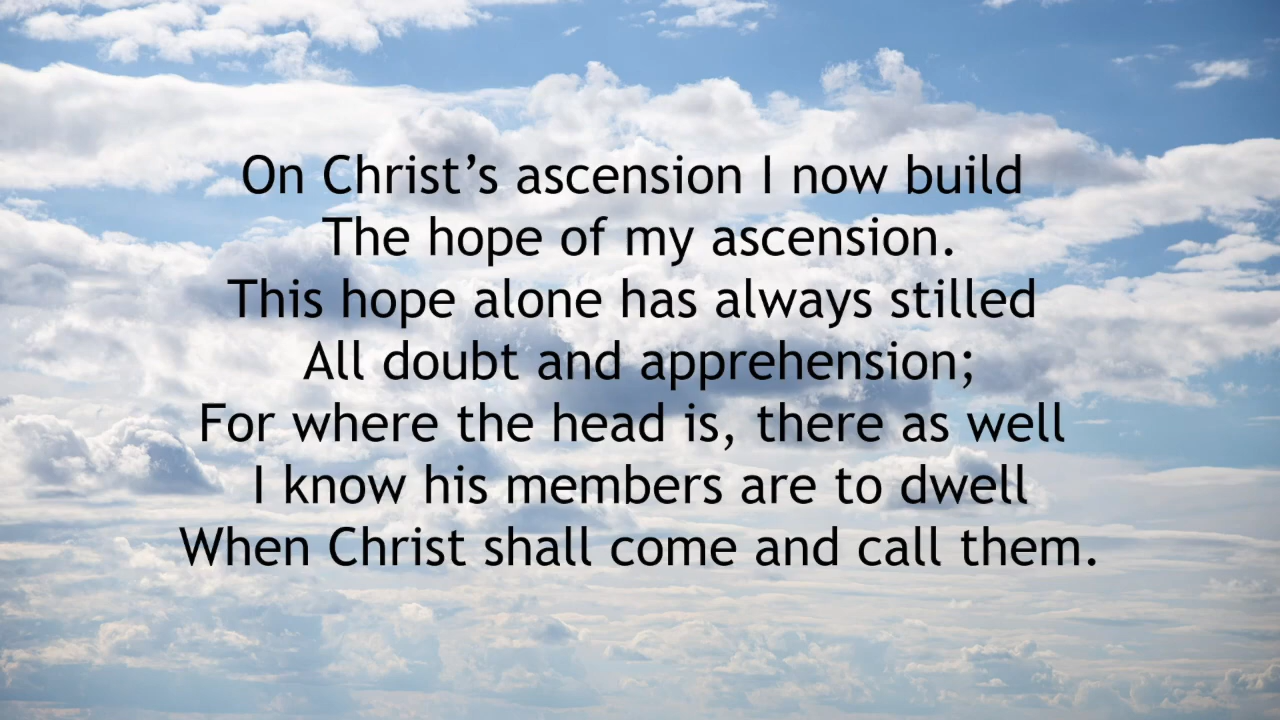 On Christ’s ascension I now build
The hope of my ascension.
This hope alone has always stilled
All doubt and apprehension;
For where the head is, there as well
I know his members are to dwell
When Christ shall come and call them.